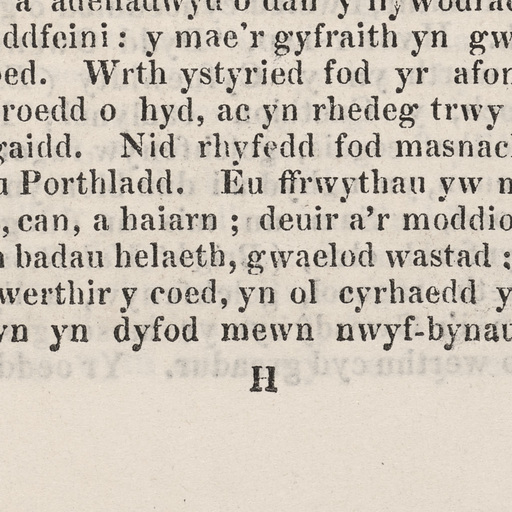 a adeiladwyd o dan y llywodrae
ddfeini : y mae'r gyfraith yn gw
oed. Wrth ystyried fod yr afon
roedd o hyd, ac yn rhedeg trwy
gaidd. Nid rhyfedd fod masnach
u Porthladd. Eu ffrwythau yw m
, can, a haiarn ; deuir a'r moddio
n badau helaeth, gwaelod wastad ;
werthir y coed, yn ol cyrhaedd y
wn yn dyfod mewn nwyf-bynau
H